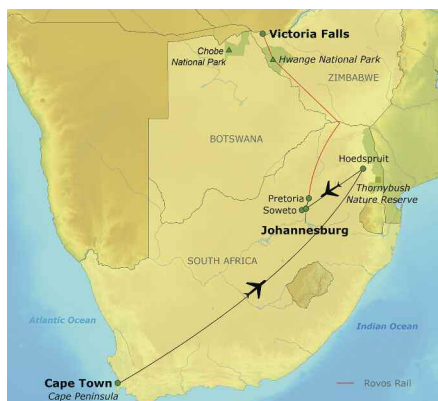 Victoria Falls
Chobe
National Park
Hwange National Park
ZIMBABWE
BOTSWANA
Hoedspruit
Pretoria
Thornybush
Nature Reserve
Soweto
Johannesburg
SOUTH AFRICA
Atlantic Ocean
Indian Ocean
Cape Town
Cape Peninsula
Rovos Rail